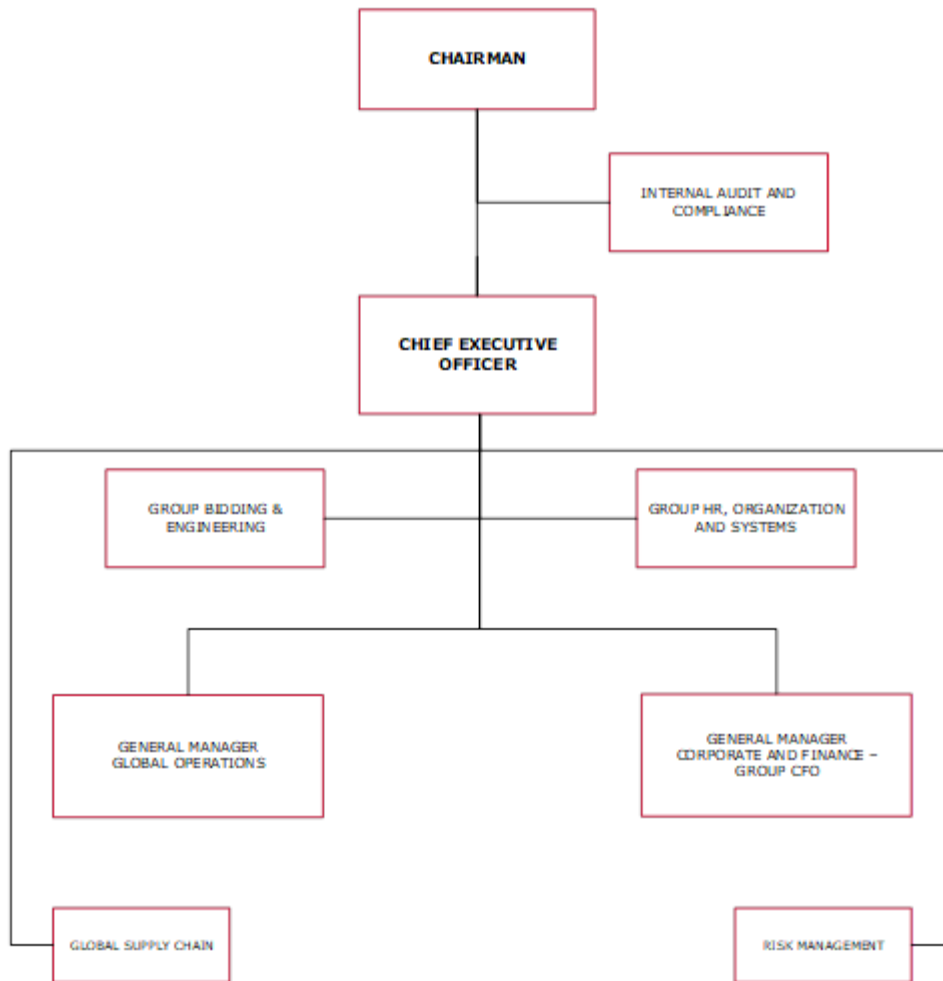 CHAIRMAN
INTERNAL AUDIT AND
COMPLIANCE
CHIEF EXECUTIVE
OFFICER
GROUP BIDDING &
ENGINEERING
GROUP HR, ORGANIZATION
AND SYSTEMS
GENERAL MANAGER
GLOBAL OPERATIONS
GENERAL MANAGER
CORPORATE AND FINANCE –
GROUP CFO
GLOBAL SUPPLY CHAIN
RISK MANAGEMENT